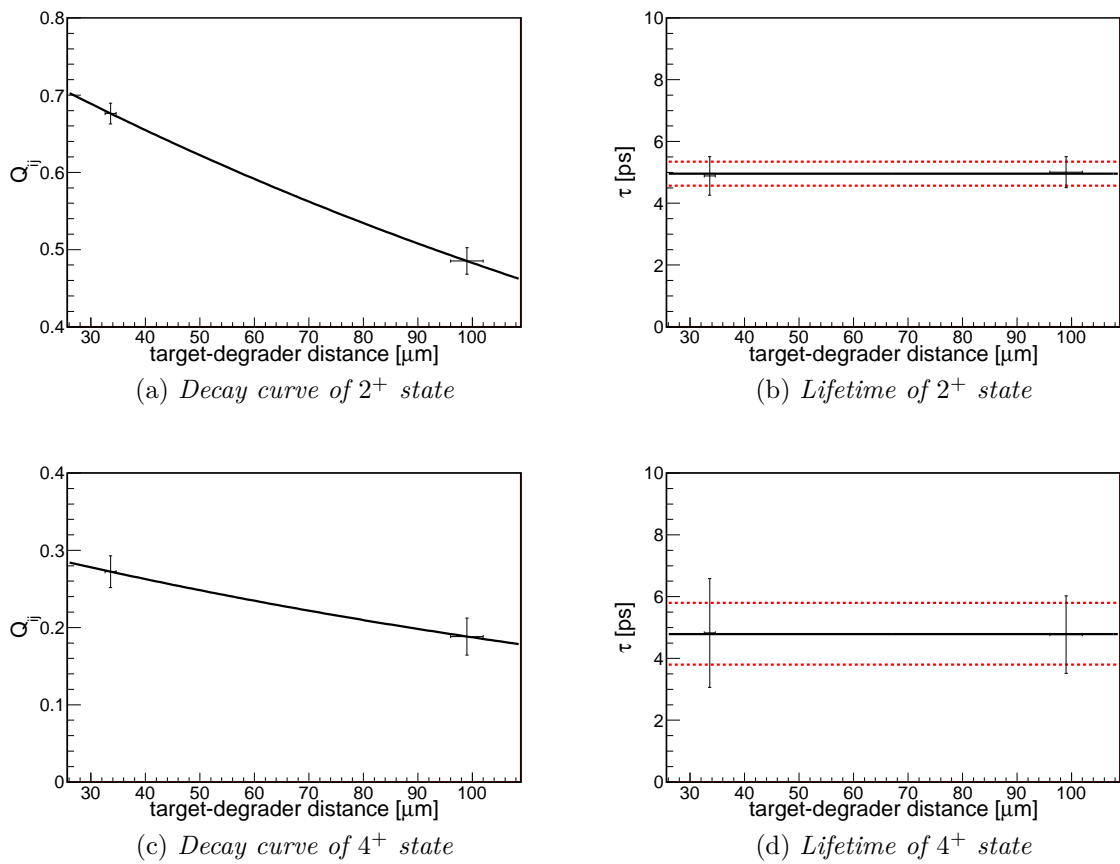 0.8
0.7
0.6
0.5
0.4
Q_ij
30 40 50 60 70 80 90 100
target-degrader distance [μm]
(a) Decay curve of 2⁺ state
10
8
6
4
2
0
τ [ps]
30 40 50 60 70 80 90 100
target-degrader distance [μm]
(b) Lifetime of 2⁺ state
0.4
0.3
0.2
0.1
0
Q_ij
30 40 50 60 70 80 90 100
target-degrader distance [μm]
(c) Decay curve of 4⁺ state
10
8
6
4
2
0
τ [ps]
30 40 50 60 70 80 90 100
target-degrader distance [μm]
(d) Lifetime of 4⁺ state